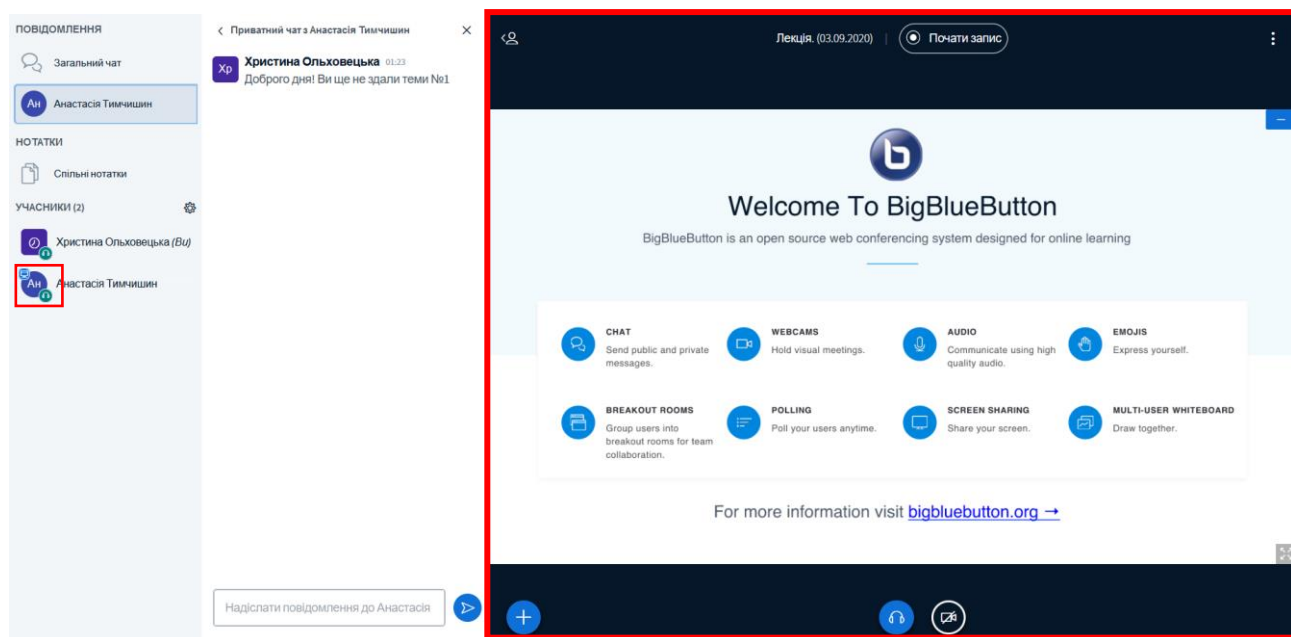 ПОВІДОМЛЕННЯ
Загальний чат
Ан
Анастасія Тимчишин
НОТАТКИ
Спільні нотатки
УЧАСНИКИ (2)
Христина Ольховецька (Ви)
Ан
Анастасія Тимчишин
Приватний чат з Анастасія Тимчишин
Хр
Христина Ольховецька 01:23
Доброго дня! Ви ще не здали теми №1
Надіслати повідомлення до Анастасія
Лекція. (03.09.2020)
Почати запис
Welcome To BigBlueButton
BigBlueButton is an open source web conferencing system designed for online learning
CHAT
Send public and private
messages.
WEBCAMS
Hold visual meetings.
AUDIO
Communicate using high
quality audio.
EMOJIS
Express yourself.
BREAKOUT ROOMS
Group users into
breakout rooms for team
collaboration.
POLLING
Poll your users anytime.
SCREEN SHARING
Share your screen.
MULTI-USER WHITEBOARD
Draw together.
For more information visit bigbluebutton.org →